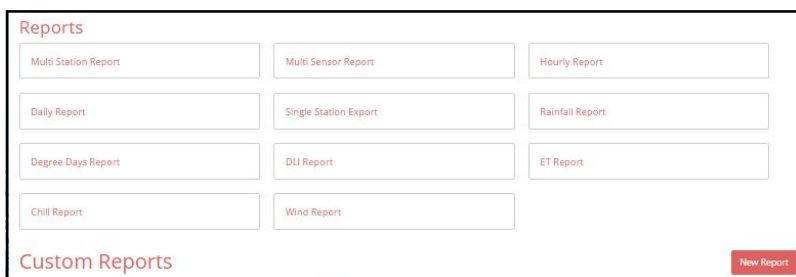 Reports
Multi Station Report
Multi Sensor Report
Hourly Report
Daily Report
Single Station Export
Rainfall Report
Degree Days Report
DLI Report
ET Report
Chill Report
Wind Report
Custom Reports
New Report